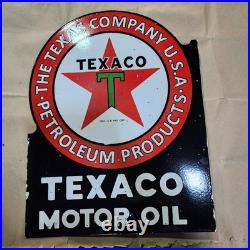 THE TEXAS COMPANY U.S.A.
TEXACO
T
PETROLEUM PRODUCTS
TEXACO
MOTOR OIL